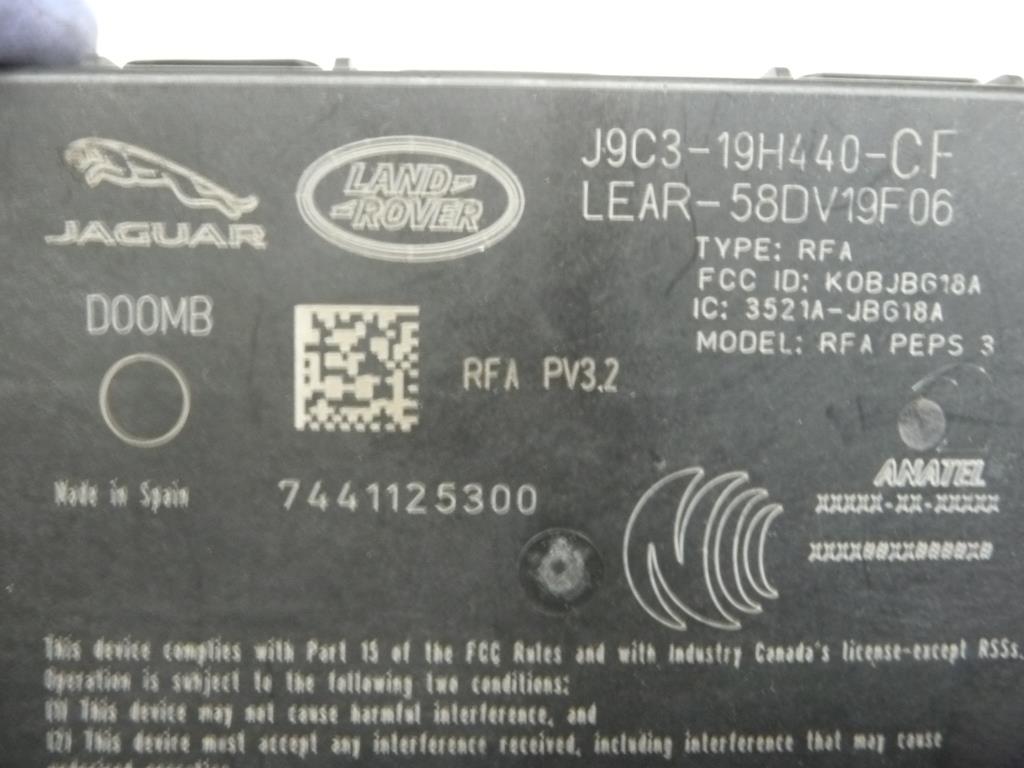 JAGUAR
LAND-
-ROVER
J9C3-19H440-CF
LEAR-58DV19F06
TYPE: RFA
FCC ID: KOBJBG18A
IC: 3521A-JBG18A
MODEL: RFA PEPS 3
D00MB
RFA PV3.2
ANATEL
XXXXX-XX-XXXXX
Made in Spain
7441125300
This device complies with Part 15 of the FCC Rules and with Industry Canada's license-except RSSs.
Operation is subject to the following two conditions:
(1) This device may not cause harmful interference, and
(2) This device must accept any interference received, including interference that may cause